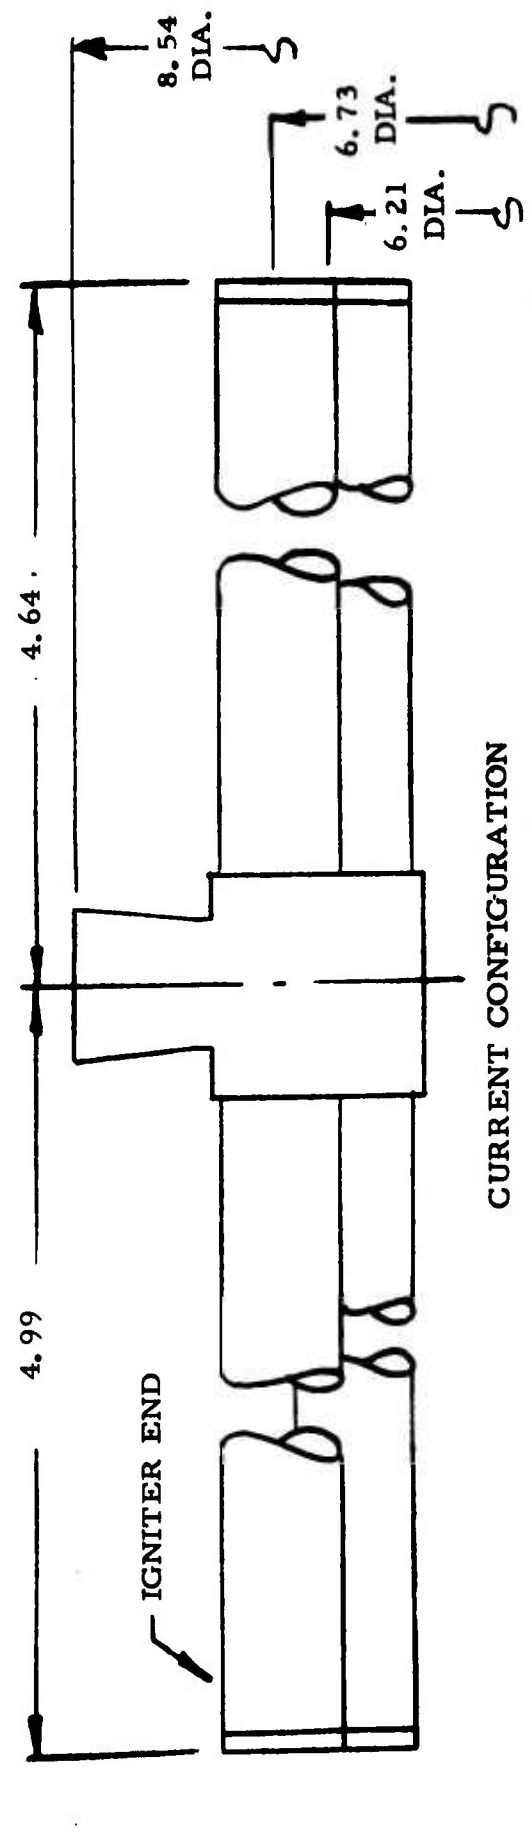 4.99
4.64
8.54
DIA.
6.73
DIA.
6.21
DIA.
IGNITER END
CURRENT CONFIGURATION